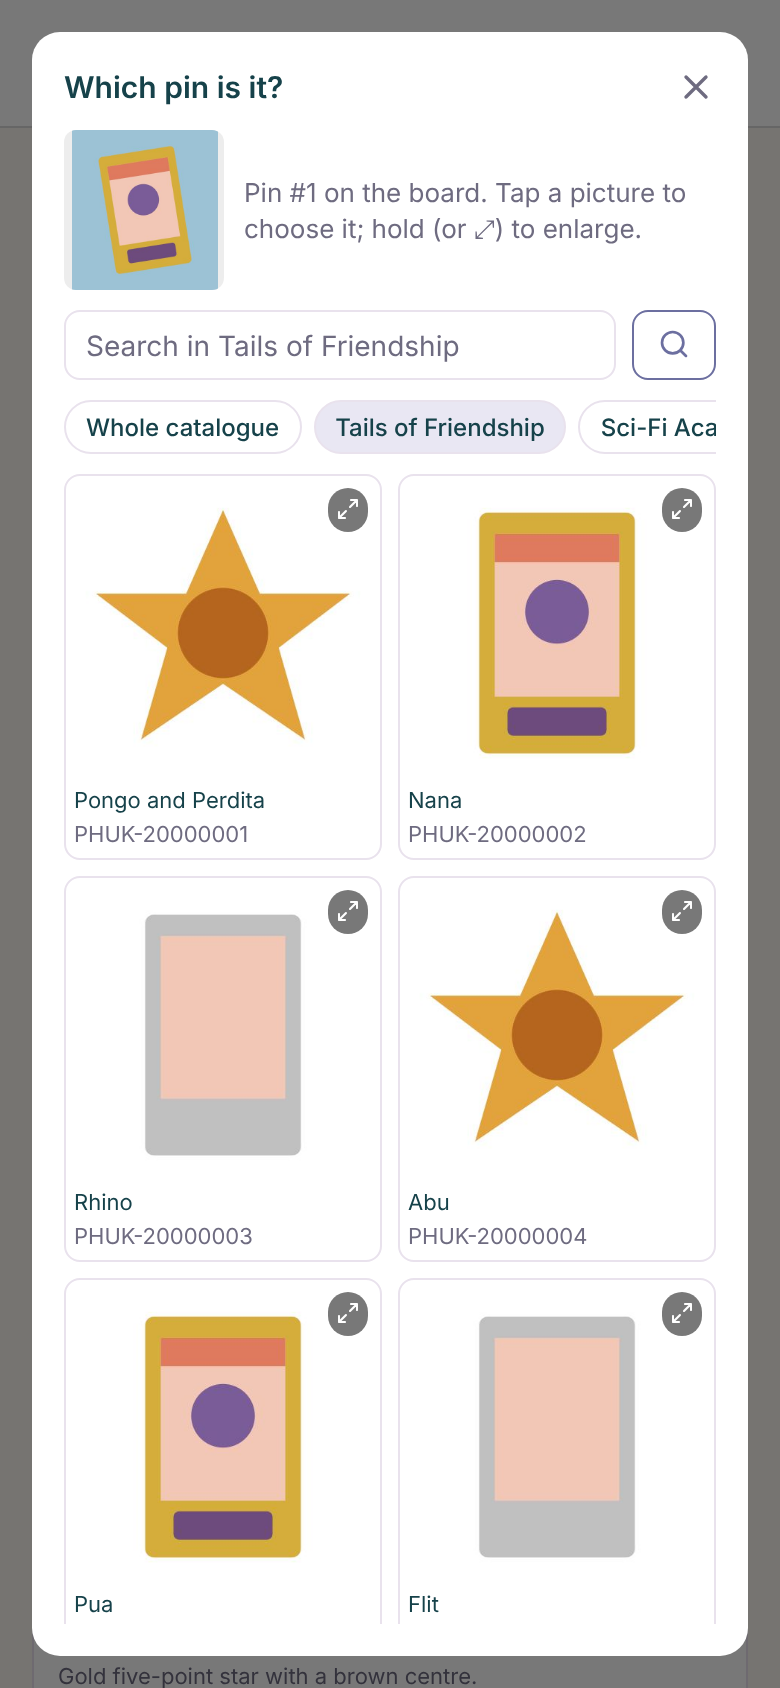 Which pin is it?
Pin #1 on the board. Tap a picture to
choose it; hold (or ⤢) to enlarge.
Search in Tails of Friendship
Whole catalogue
Tails of Friendship
Sci-Fi Aca
Pongo and Perdita
PHUK-20000001
Nana
PHUK-20000002
Rhino
PHUK-20000003
Abu
PHUK-20000004
Pua
Flit
Gold five-point star with a brown centre.